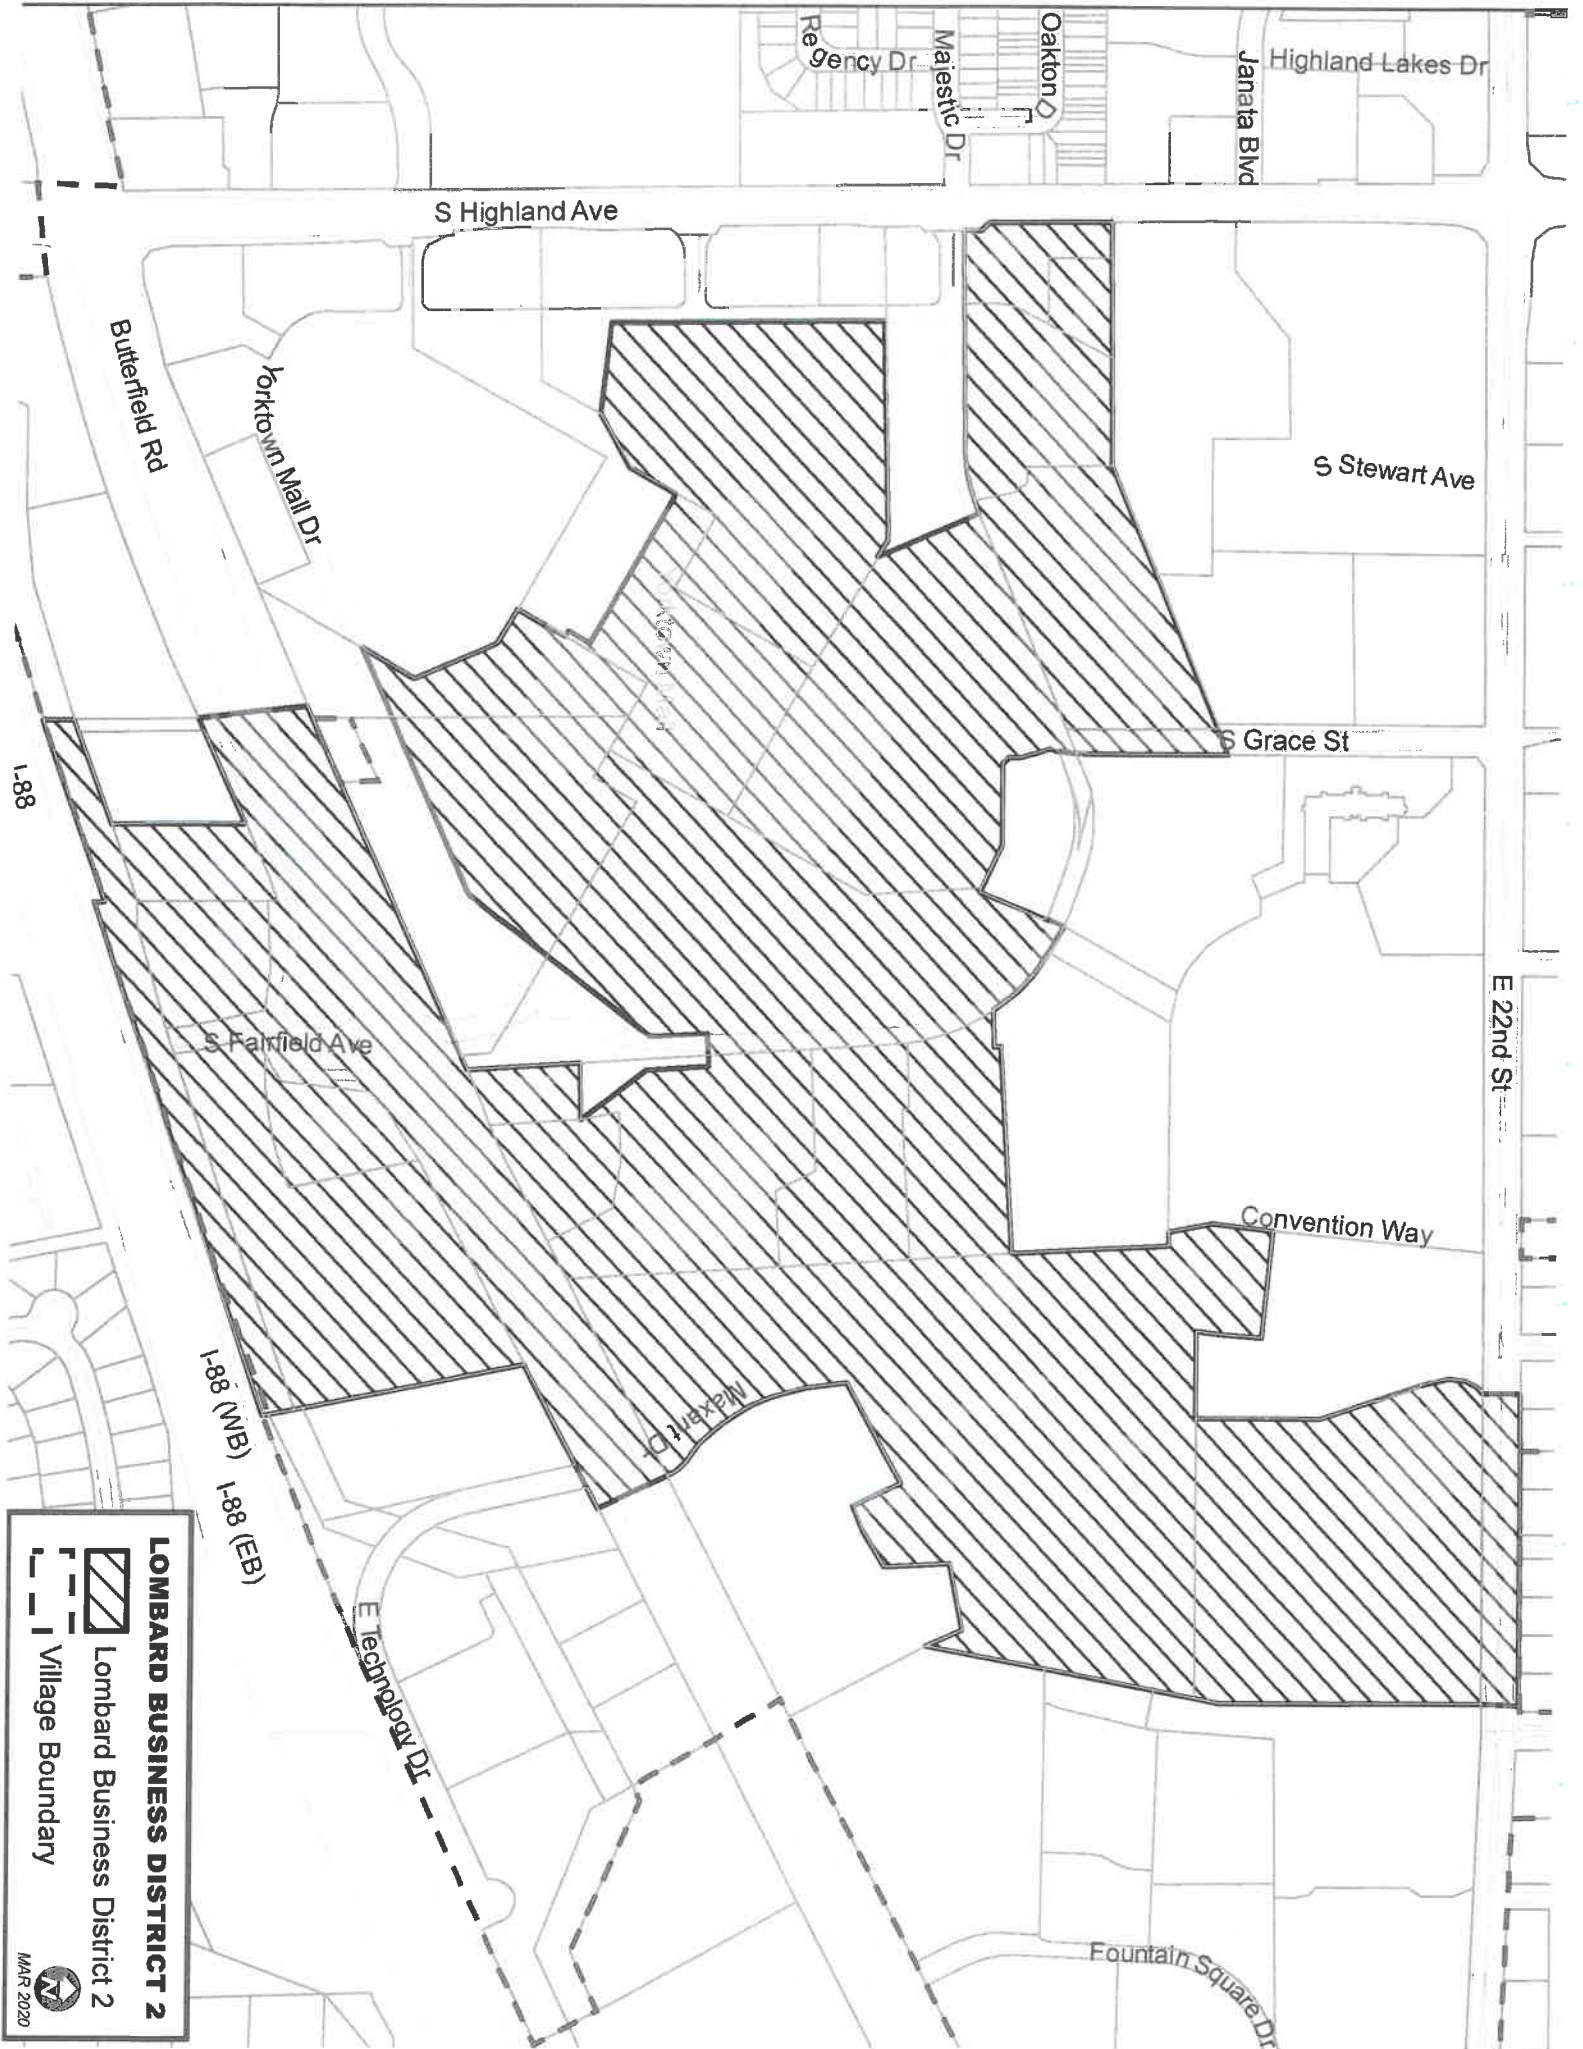 Highland Lakes Dr
Janata Blvd
Oakton
Majestic Dr
Regency Dr
S Highland Ave
S Stewart Ave
Butterfield Rd
Yorktown Mall Dr
S Grace St
I-88
E 22nd St
S Fairfield Ave
Convention Way
Maxant Dr
I-88 (WB)
I-88 (EB)
E Technology Dr
Fountain Square Dr
LOMBARD BUSINESS DISTRICT 2
Lombard Business District 2
Village Boundary
MAR 2020